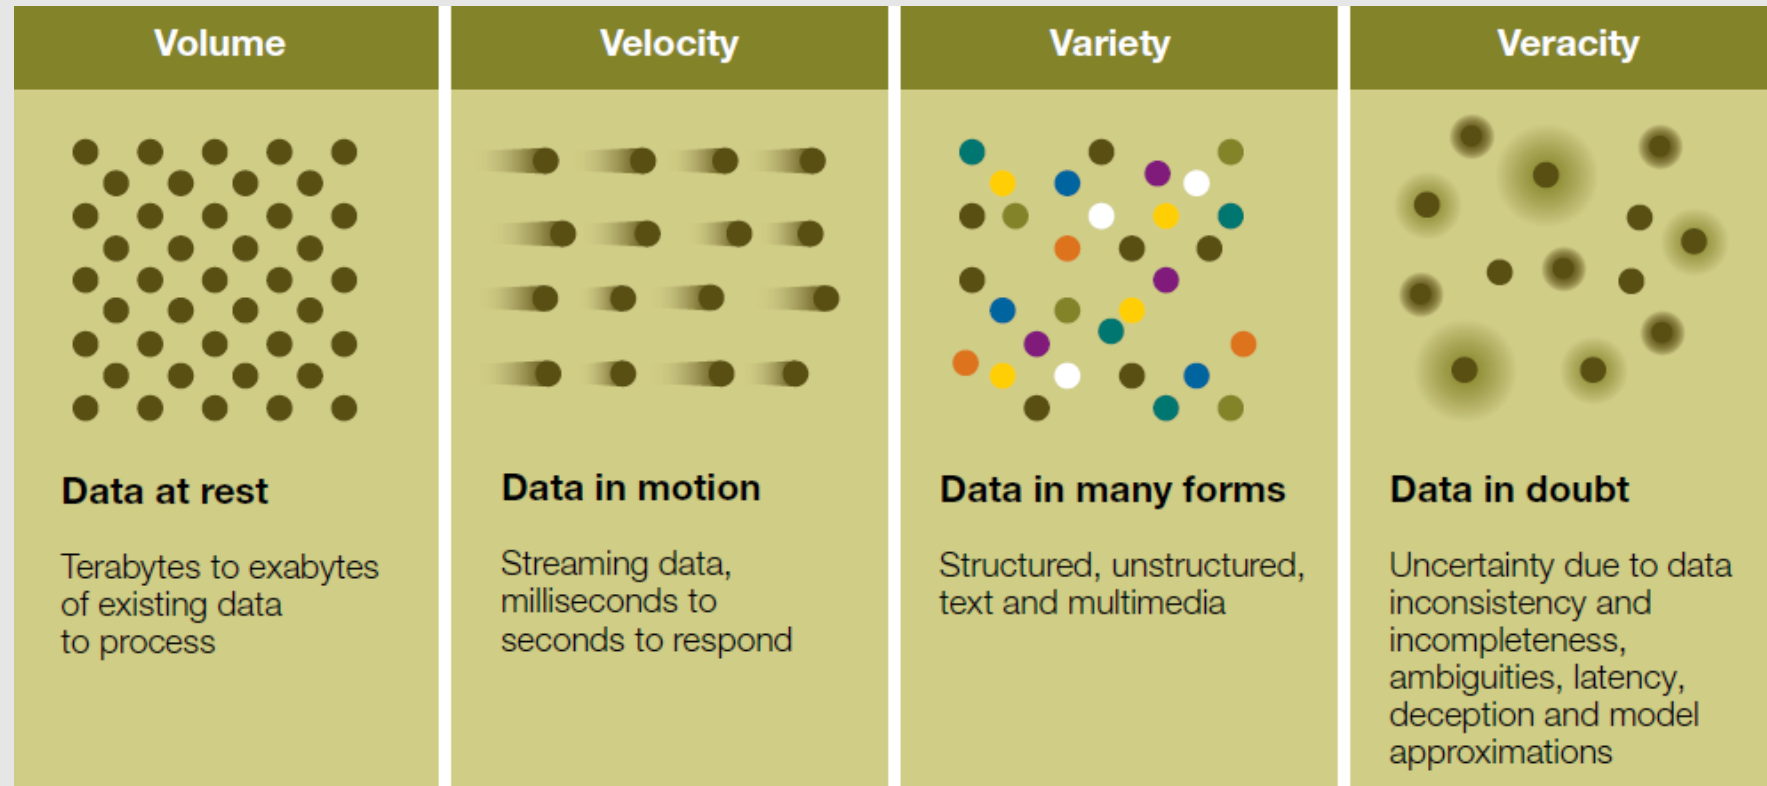 Volume
Data at rest
Terabytes to exabytes
of existing data
to process
Velocity
Data in motion
Streaming data,
milliseconds to
seconds to respond
Variety
Data in many forms
Structured, unstructured,
text and multimedia
Veracity
Data in doubt
Uncertainty due to data
inconsistency and
incompleteness,
ambiguities, latency,
deception and model
approximations